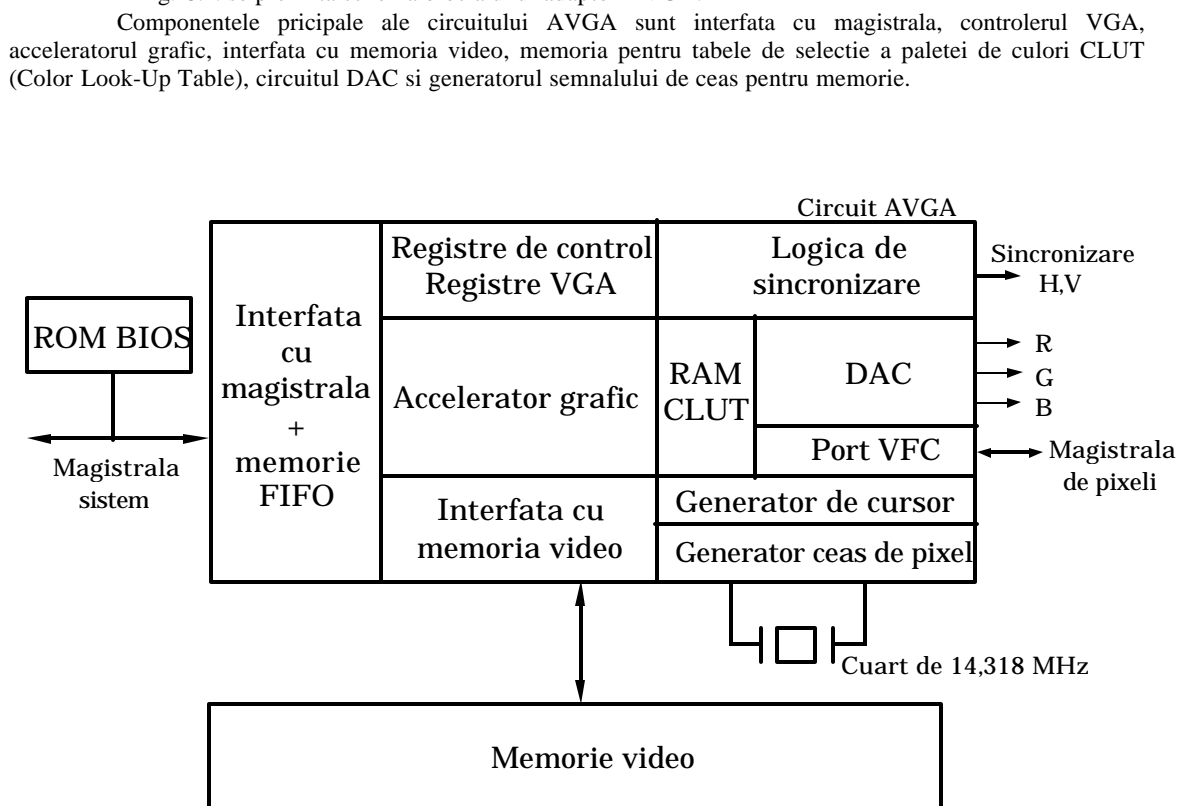 Componentele pricipale ale circuitului AVGA sunt interfata cu magistrala, controlerul VGA,
acceleratorul grafic, interfata cu memoria video, memoria pentru tabele de selectie a paletei de culori CLUT
(Color Look-Up Table), circuitul DAC si generatorul semnalului de ceas pentru memorie.
Circuit AVGA
ROM BIOS
Magistrala
sistem
Interfata
cu
magistrala
+
memorie
FIFO
Registre de control
Registre VGA
Accelerator grafic
Interfata cu
memoria video
Logica de
sincronizare
RAM
CLUT
DAC
Port VFC
Generator de cursor
Generator ceas de pixel
Sincronizare
H,V
R
G
B
Magistrala
de pixeli
Cuart de 14,318 MHz
Memorie video